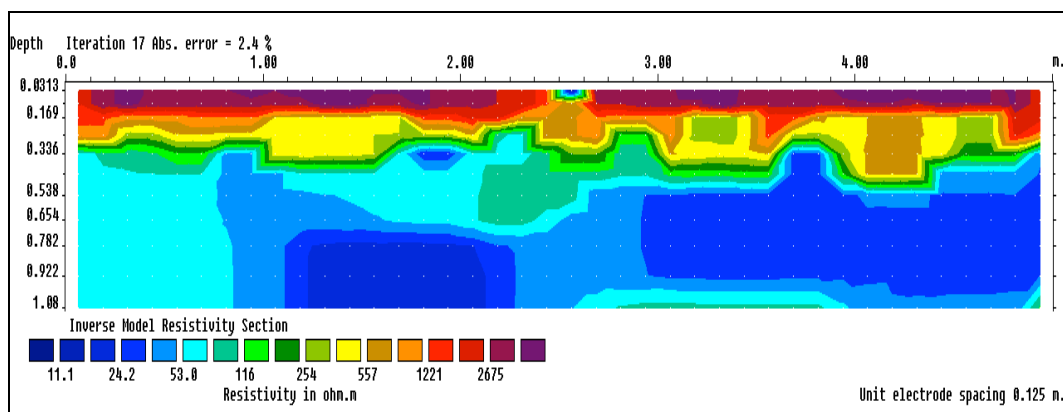 Depth Iteration 17 Abs. error = 2.4 %
0.0 1.00 2.00 3.00 4.00 m.
0.0313
0.169
0.336
0.508
0.654
0.782
0.922
1.08
Inverse Model Resistivity Section
11.1 24.2 53.0 116 254 557 1221 2675
Resistivity in ohm.m Unit electrode spacing 0.125 m.